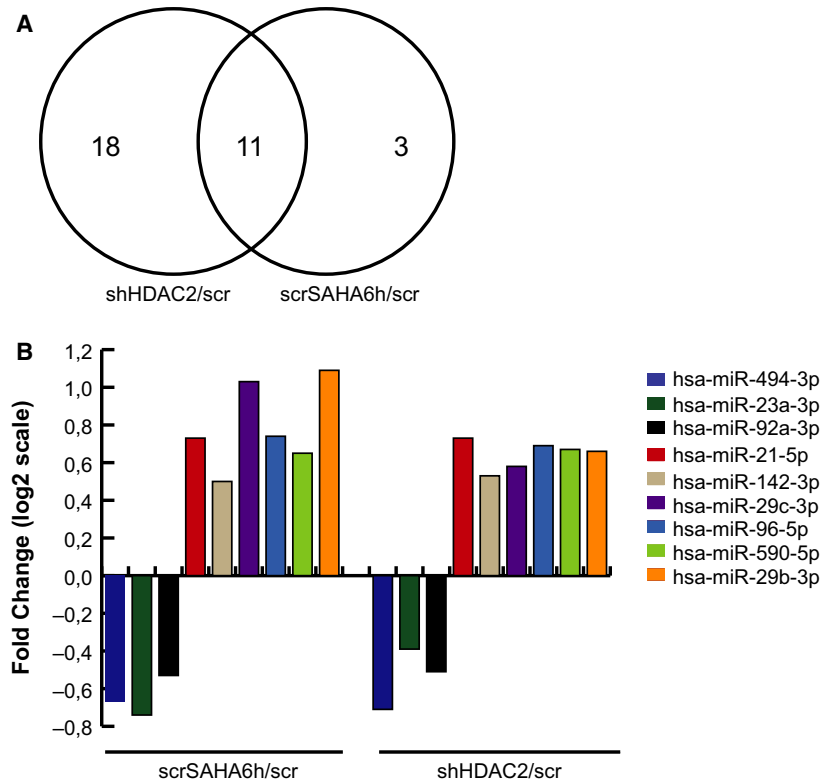 A
18
11
3
shHDAC2/scr
scrSAHA6h/scr
B
Fold Change (log2 scale)
1,2
1,0
0,8
0,6
0,4
0,2
0,0
–0,2
–0,4
–0,6
–0,8
scrSAHA6h/scr
shHDAC2/scr
hsa-miR-494-3p
hsa-miR-23a-3p
hsa-miR-92a-3p
hsa-miR-21-5p
hsa-miR-142-3p
hsa-miR-29c-3p
hsa-miR-96-5p
hsa-miR-590-5p
hsa-miR-29b-3p